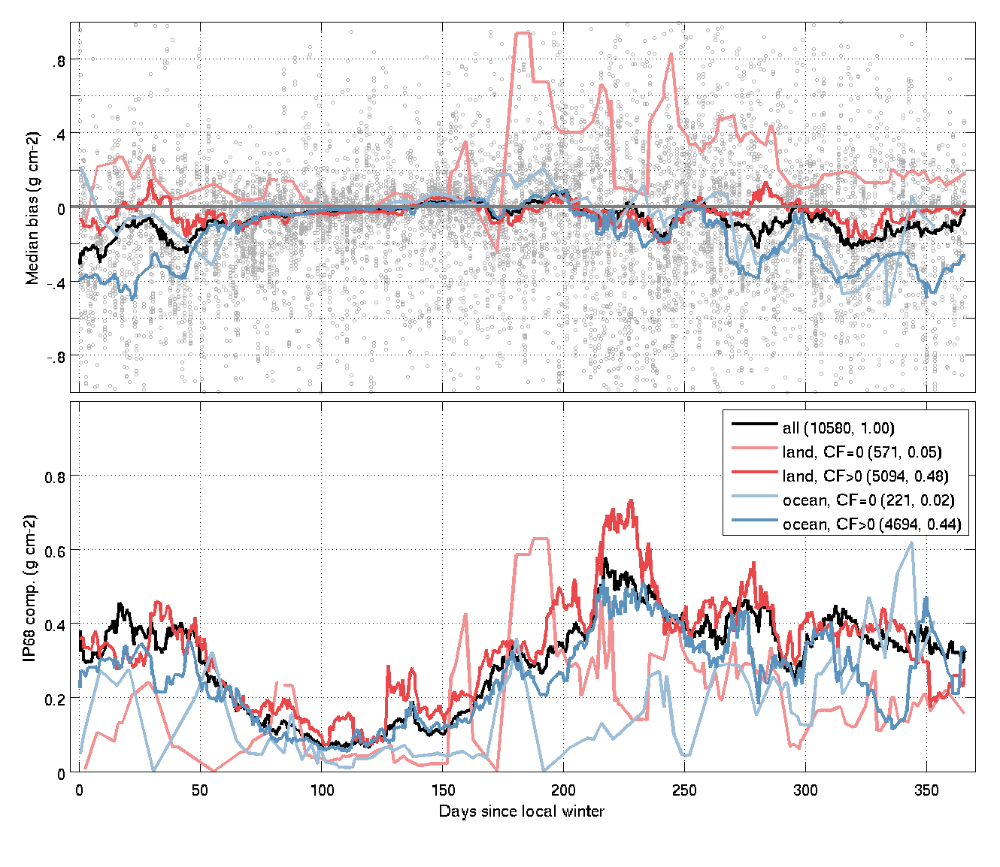 .8
.4
0
-.4
-.8
Median bias (g cm-2)
all (10580, 1.00)
land, CF=0 (571, 0.05)
land, CF>0 (5094, 0.48)
ocean, CF=0 (221, 0.02)
ocean, CF>0 (4694, 0.44)
0.8
0.6
0.4
0.2
0
IP68 comp. (g cm-2)
0 50 100 150 200 250 300 350
Days since local winter